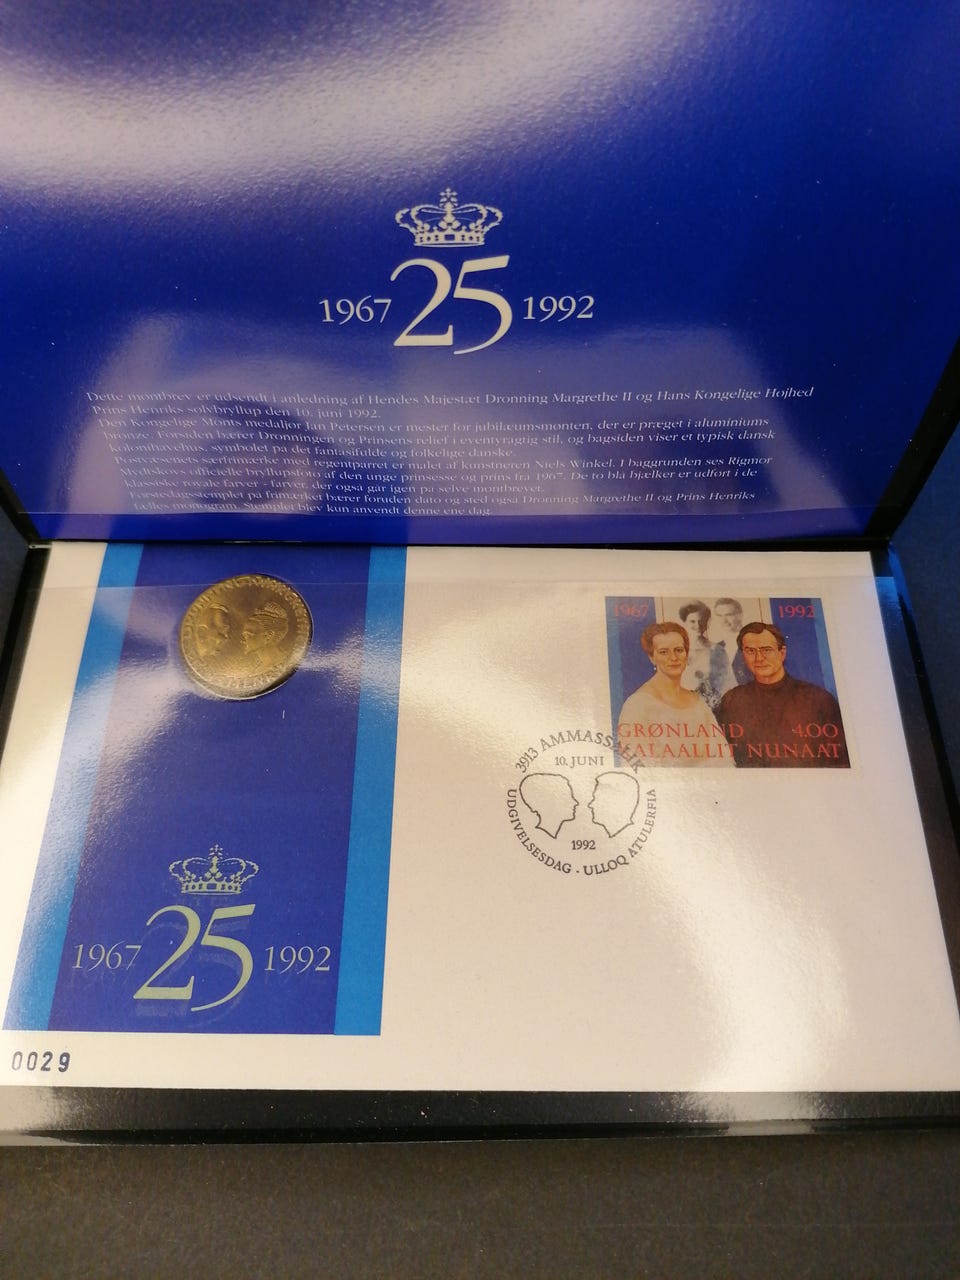 1967 25 1992
Dette møntbrev er udsendt i anledning af Hendes Majestæt Dronning Margrethe II og Hans Kongelige Højhed
Prins Henriks sølvbryllup den 10. juni 1992.
Den Kongelige Mønts medaljør Jan Petersen er mester for jubilæumsmønten, der er præget i aluminiums
bronze. Forsiden bærer Dronningen og Prinsens relief i eventyragtig stil, og bagsiden viser et typisk dansk
kolonihavehus, symbolet på det fantasifulde og folkelige danske.
Postvæsenets særfrimærke med regentparret er malet af kunstneren Niels Winkel. I baggrunden ses Rigmor
Mydtskovs officielle bryllupsfoto af den unge prinsesse og prins fra 1967. De to blå bjælker er udført i de
klassiske royale farver - farver, der også går igen på selve møntbrevet.
Førstedagsstemplet på frimærket bærer foruden dato og sted også Dronning Margrethe II og Prins Henriks
fælles monogram. Stemplet blev kun anvendt denne ene dag.
1967 1992
GRØNLAND 4.00
KALAALLIT NUNAAT
3913 AMMASSALIK
10. JUNI
1992
UDGIVELSESDAG · ULLOQ ATULERFIA
1967 25 1992
0029